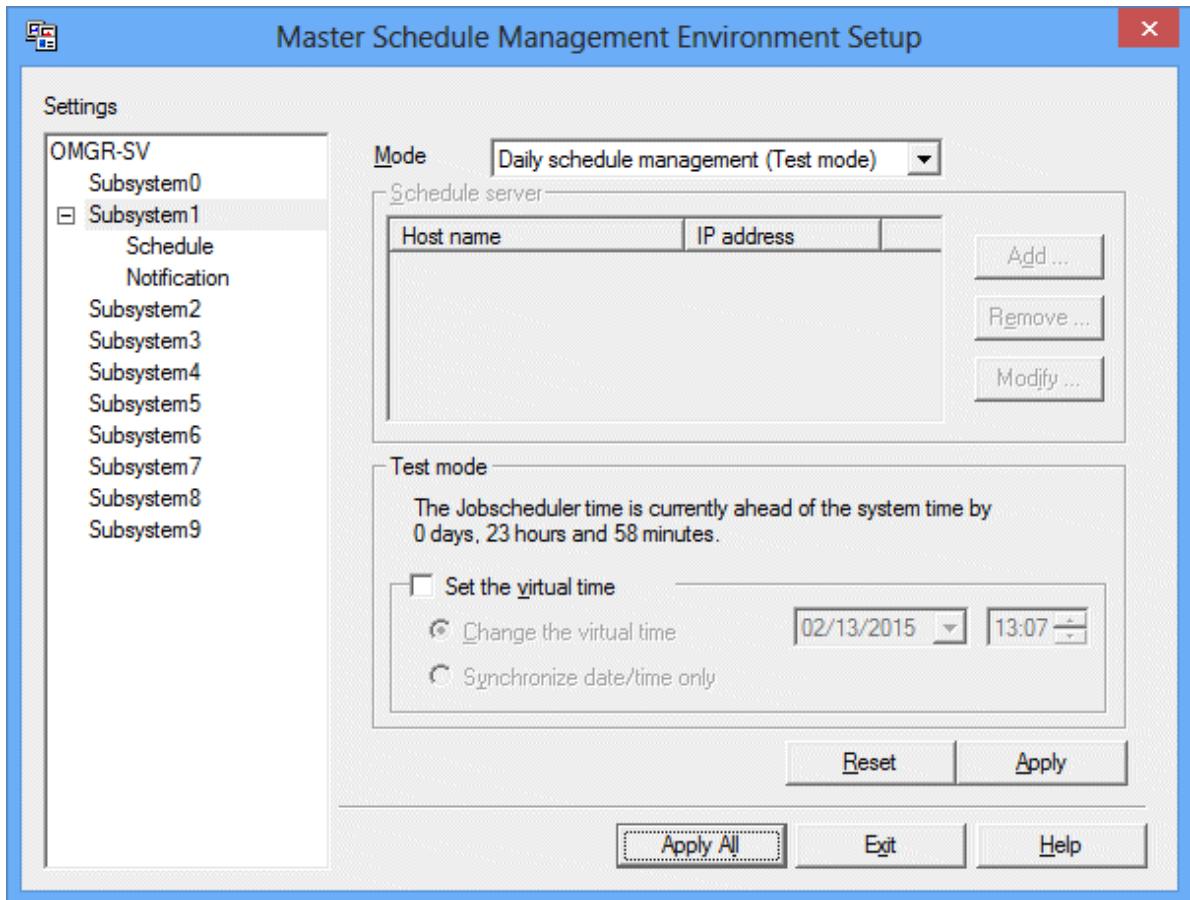 Master Schedule Management Environment Setup
Settings
OMGR-SV
Subsystem0
Subsystem1
Schedule
Notification
Subsystem2
Subsystem3
Subsystem4
Subsystem5
Subsystem6
Subsystem7
Subsystem8
Subsystem9
Mode
Daily schedule management (Test mode)
Schedule server
Host name IP address
Add ...
Remove ...
Modify ...
Test mode
The Jobscheduler time is currently ahead of the system time by
0 days, 23 hours and 58 minutes.
Set the virtual time
Change the virtual time 02/13/2015 13:07
Synchronize date/time only
Reset Apply
Apply All Exit Help